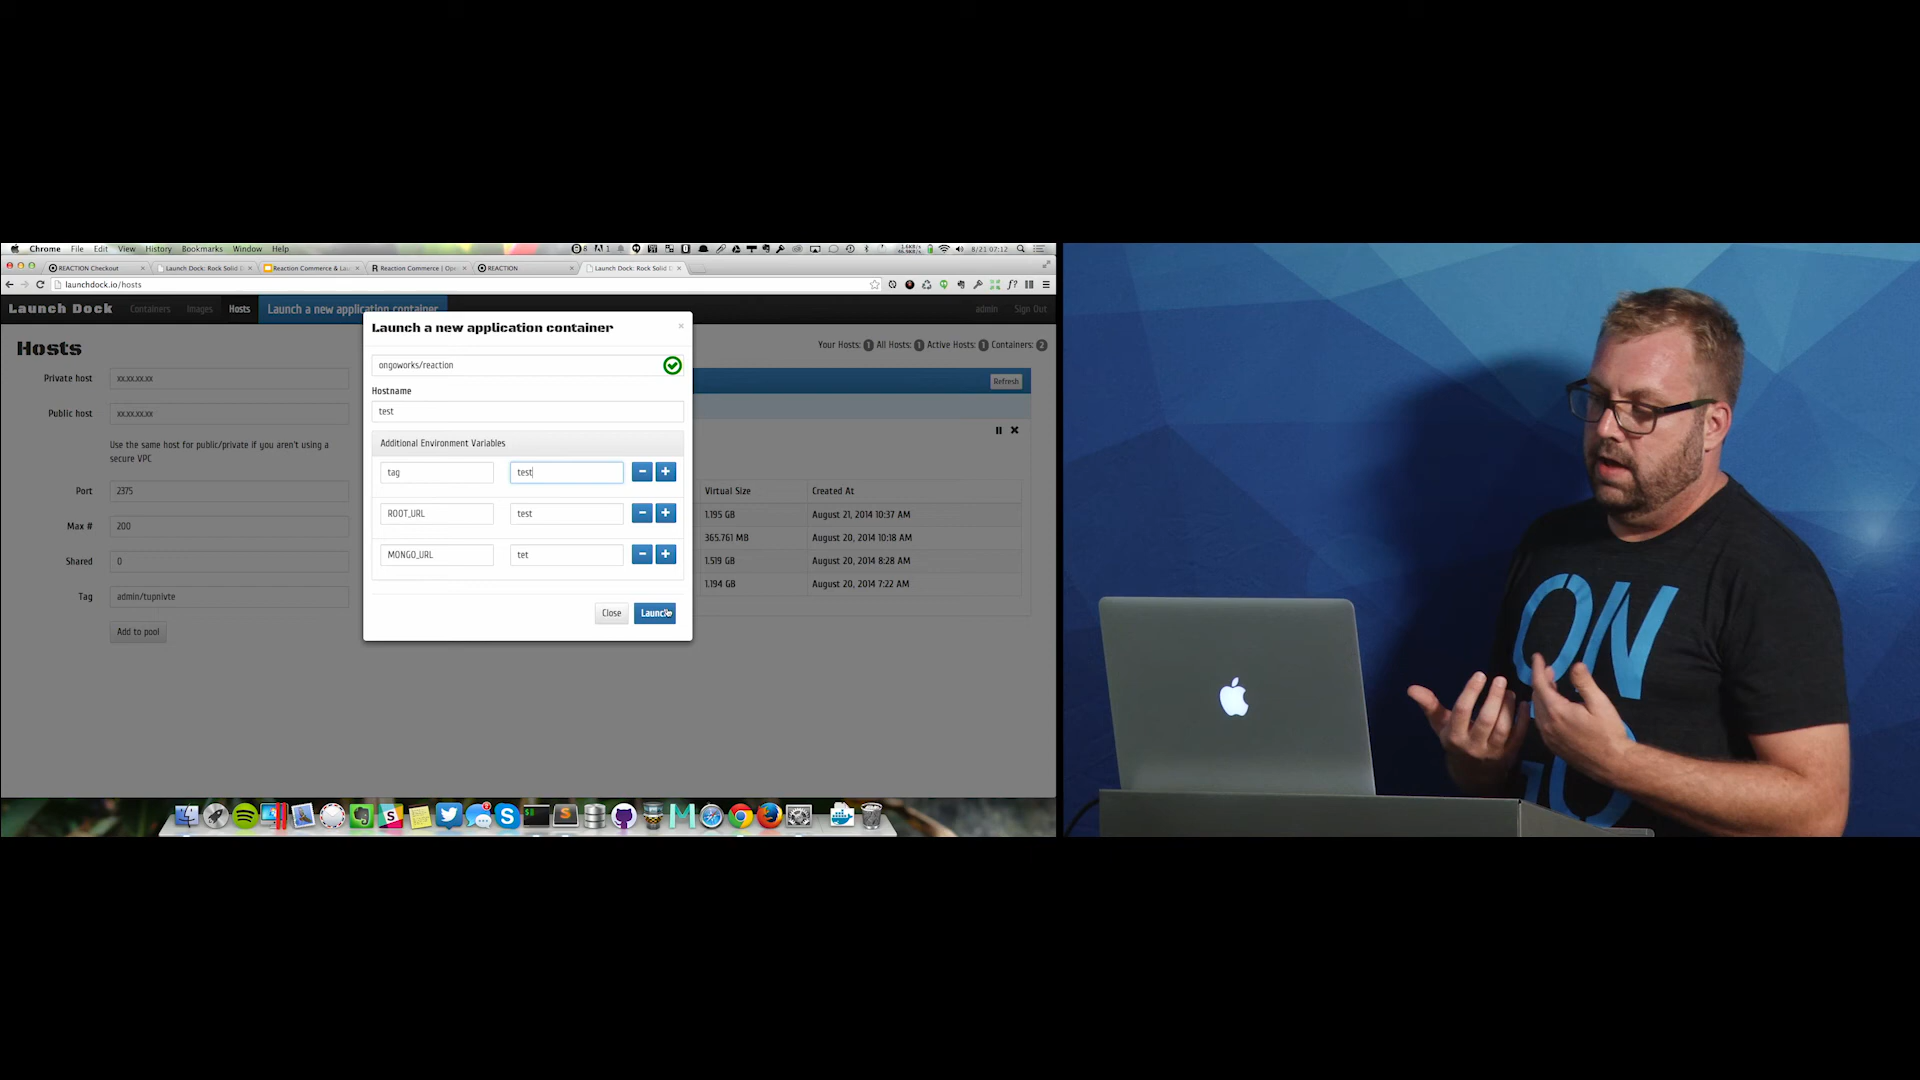 Chrome File Edit View History Bookmarks Window Help
8/21 07:12
REACTION Checkout
Launch Dock: Rock Solid D
Reaction Commerce & La
Reaction Commerce | Ope
REACTION
Launch Dock: Rock Solid D
launchdock.io/hosts
Launch Dock Containers Images Hosts Launch a new application container admin Sign Out
Hosts
Your Hosts: 1 All Hosts: 1 Active Hosts: 1 Containers: 2
Private host xx.xx.xx.xx
Public host xx.xx.xx.xx
Use the same host for public/private if you aren't using a
secure VPC
Port 2375
Max # 200
Shared 0
Tag admin/tupnivte
Add to pool
Launch a new application container
ongoworks/reaction
Hostname
test
Additional Environment Variables
tag test
ROOT_URL test
MONGO_URL tet
Close Launch
Refresh
Virtual Size Created At
1.195 GB August 21, 2014 10:37 AM
365.761 MB August 20, 2014 10:18 AM
1.519 GB August 20, 2014 8:28 AM
1.194 GB August 20, 2014 7:22 AM
ON
GO